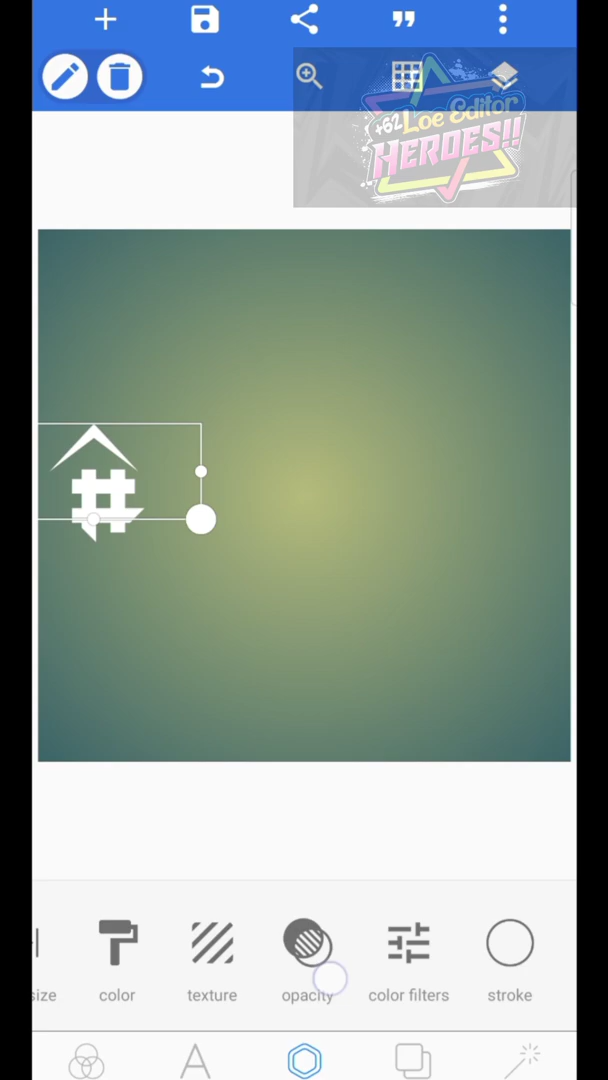 +62 Loe Editor
HEROES!!
size
color
texture
opacity
color filters
stroke